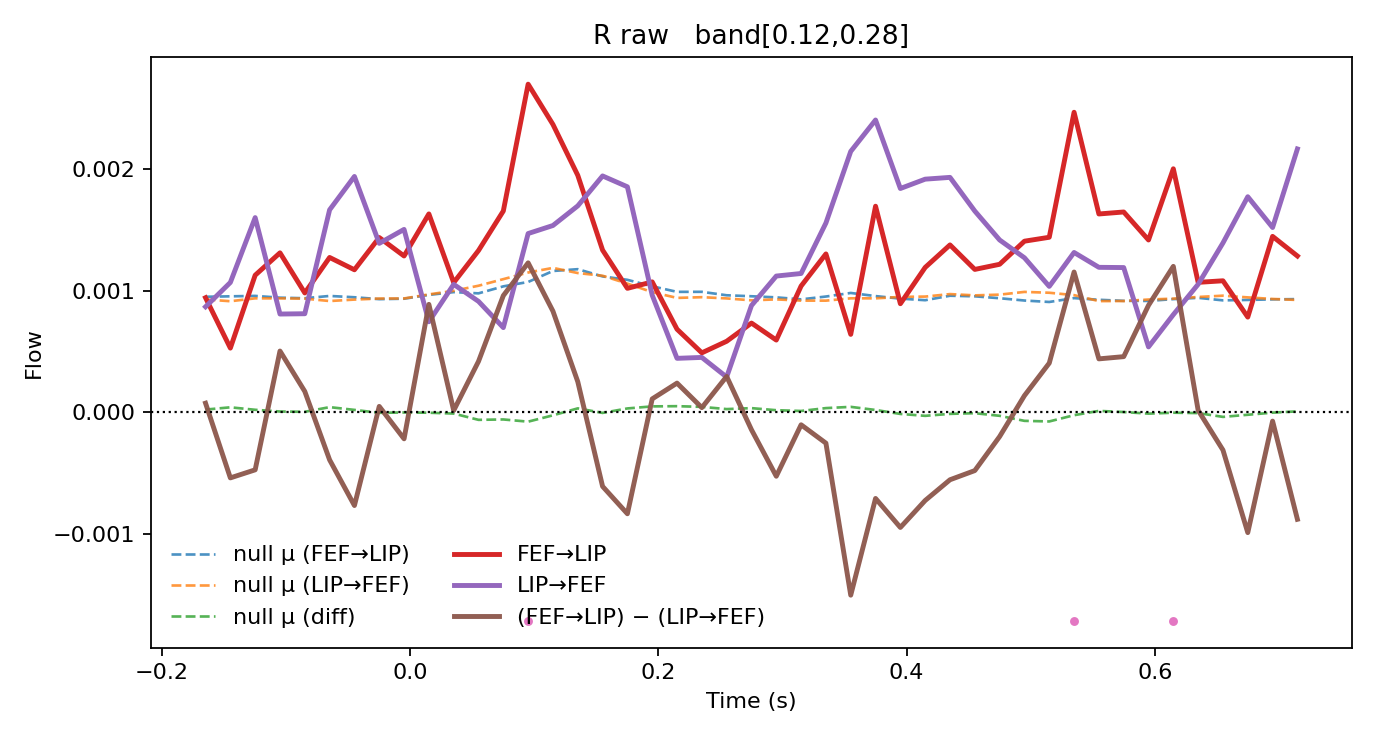 R raw   band[0.12,0.28]
Flow
0.002
0.001
0.000
−0.001
null μ (FEF→LIP)
null μ (LIP→FEF)
null μ (diff)
FEF→LIP
LIP→FEF
(FEF→LIP) − (LIP→FEF)
−0.2
0.0
0.2
0.4
0.6
Time (s)